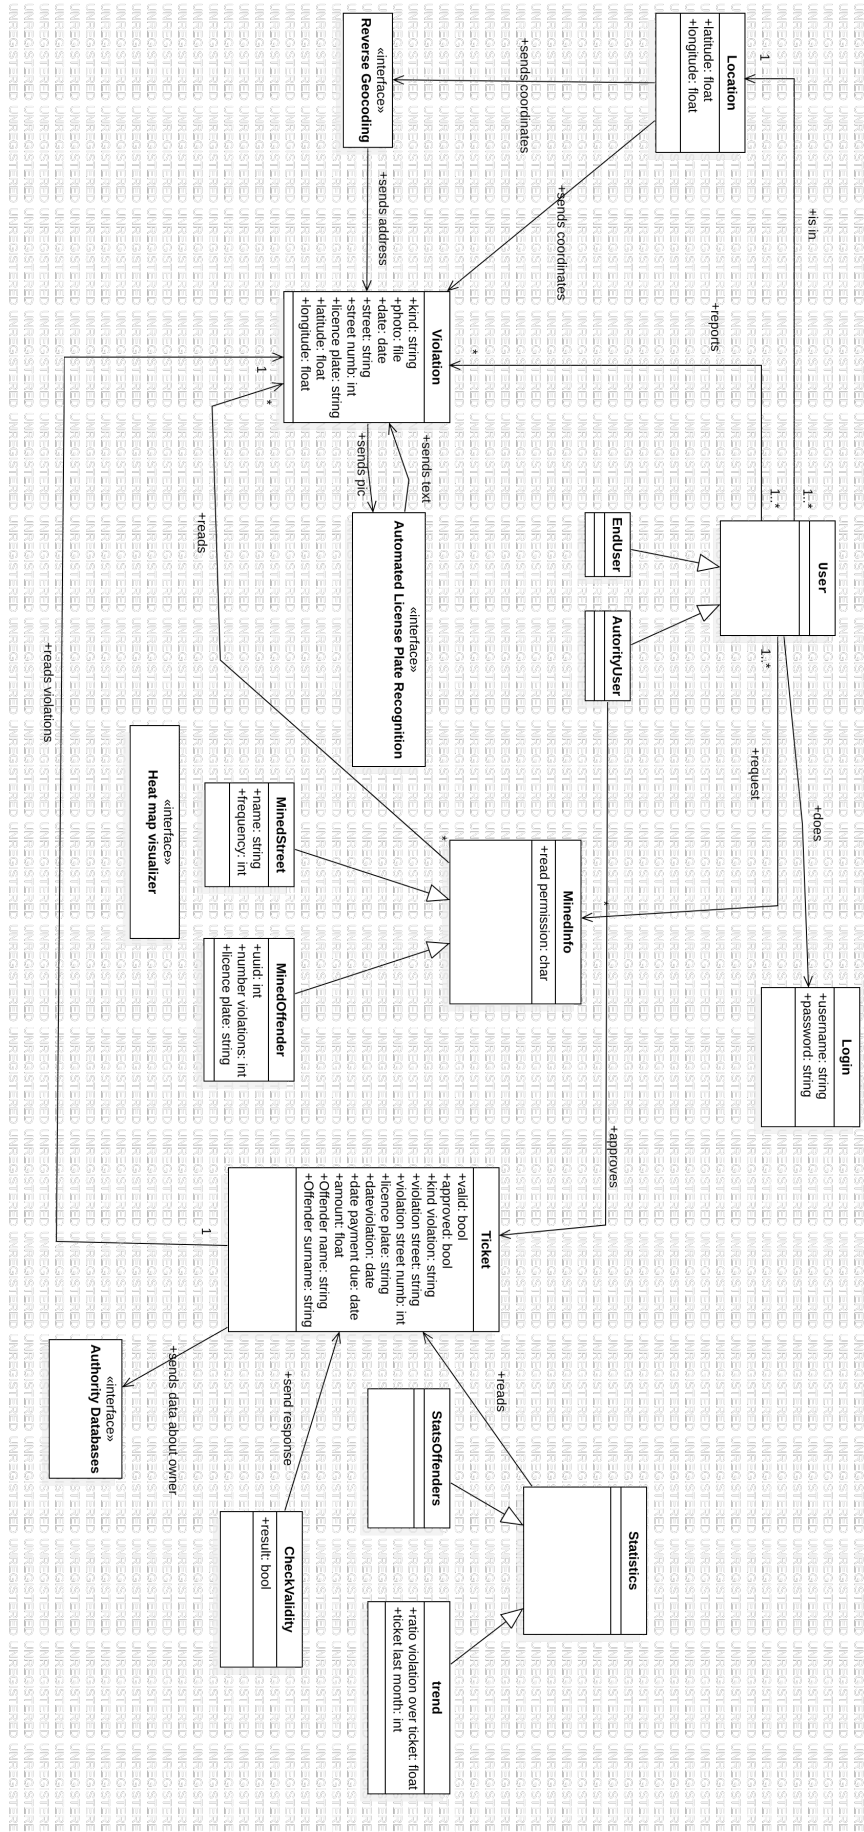 User
1..*
1..*
1..*
+is in
+reports
+request
+does
Login
+username: string
+password: string
Location
+latitude: float
+longitude: float
1
EndUser
AutorityUser
+approves
MinedInfo
+read permission: char
*
*
Statistics
+reads
StatsOffenders
trend
+ratio violation over ticket: float
+ticket last month: int
+sends coordinates
+sends coordinates
«interface»
Reverse Geocoding
+sends address
Violation
+kind: string
+photo: file
+date: date
+street: string
+street numb: int
+licence plate: string
+latitude: float
+longitude: float
*
1
*
+sends text
+sends pic
«interface»
Automated License Plate Recognition
+reads
MinedStreet
+name: string
+frequency: int
MinedOffender
+uuid: int
+number violations: int
+licence plate: string
«interface»
Heat map visualizer
Ticket
+valid: bool
+approved: bool
+kind violation: string
+violation street: string
+violation street numb: int
+licence plate: string
+dateviolation: date
+date payment due: date
+amount: float
+Offender name: string
+Offender surname: string
1
+send response
CheckValidity
+result: bool
+sends data about owner
«interface»
Authority Databases
+reads violations
UNREGISTERED